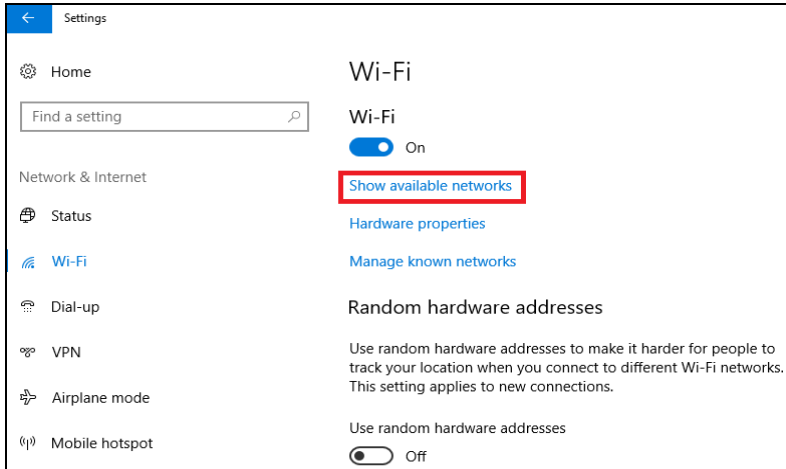 Settings
Home
Find a setting
Network & Internet
Status
Wi-Fi
Dial-up
VPN
Airplane mode
Mobile hotspot
Wi-Fi
Wi-Fi
On
Show available networks
Hardware properties
Manage known networks
Random hardware addresses
Use random hardware addresses to make it harder for people to
track your location when you connect to different Wi-Fi networks.
This setting applies to new connections.
Use random hardware addresses
Off